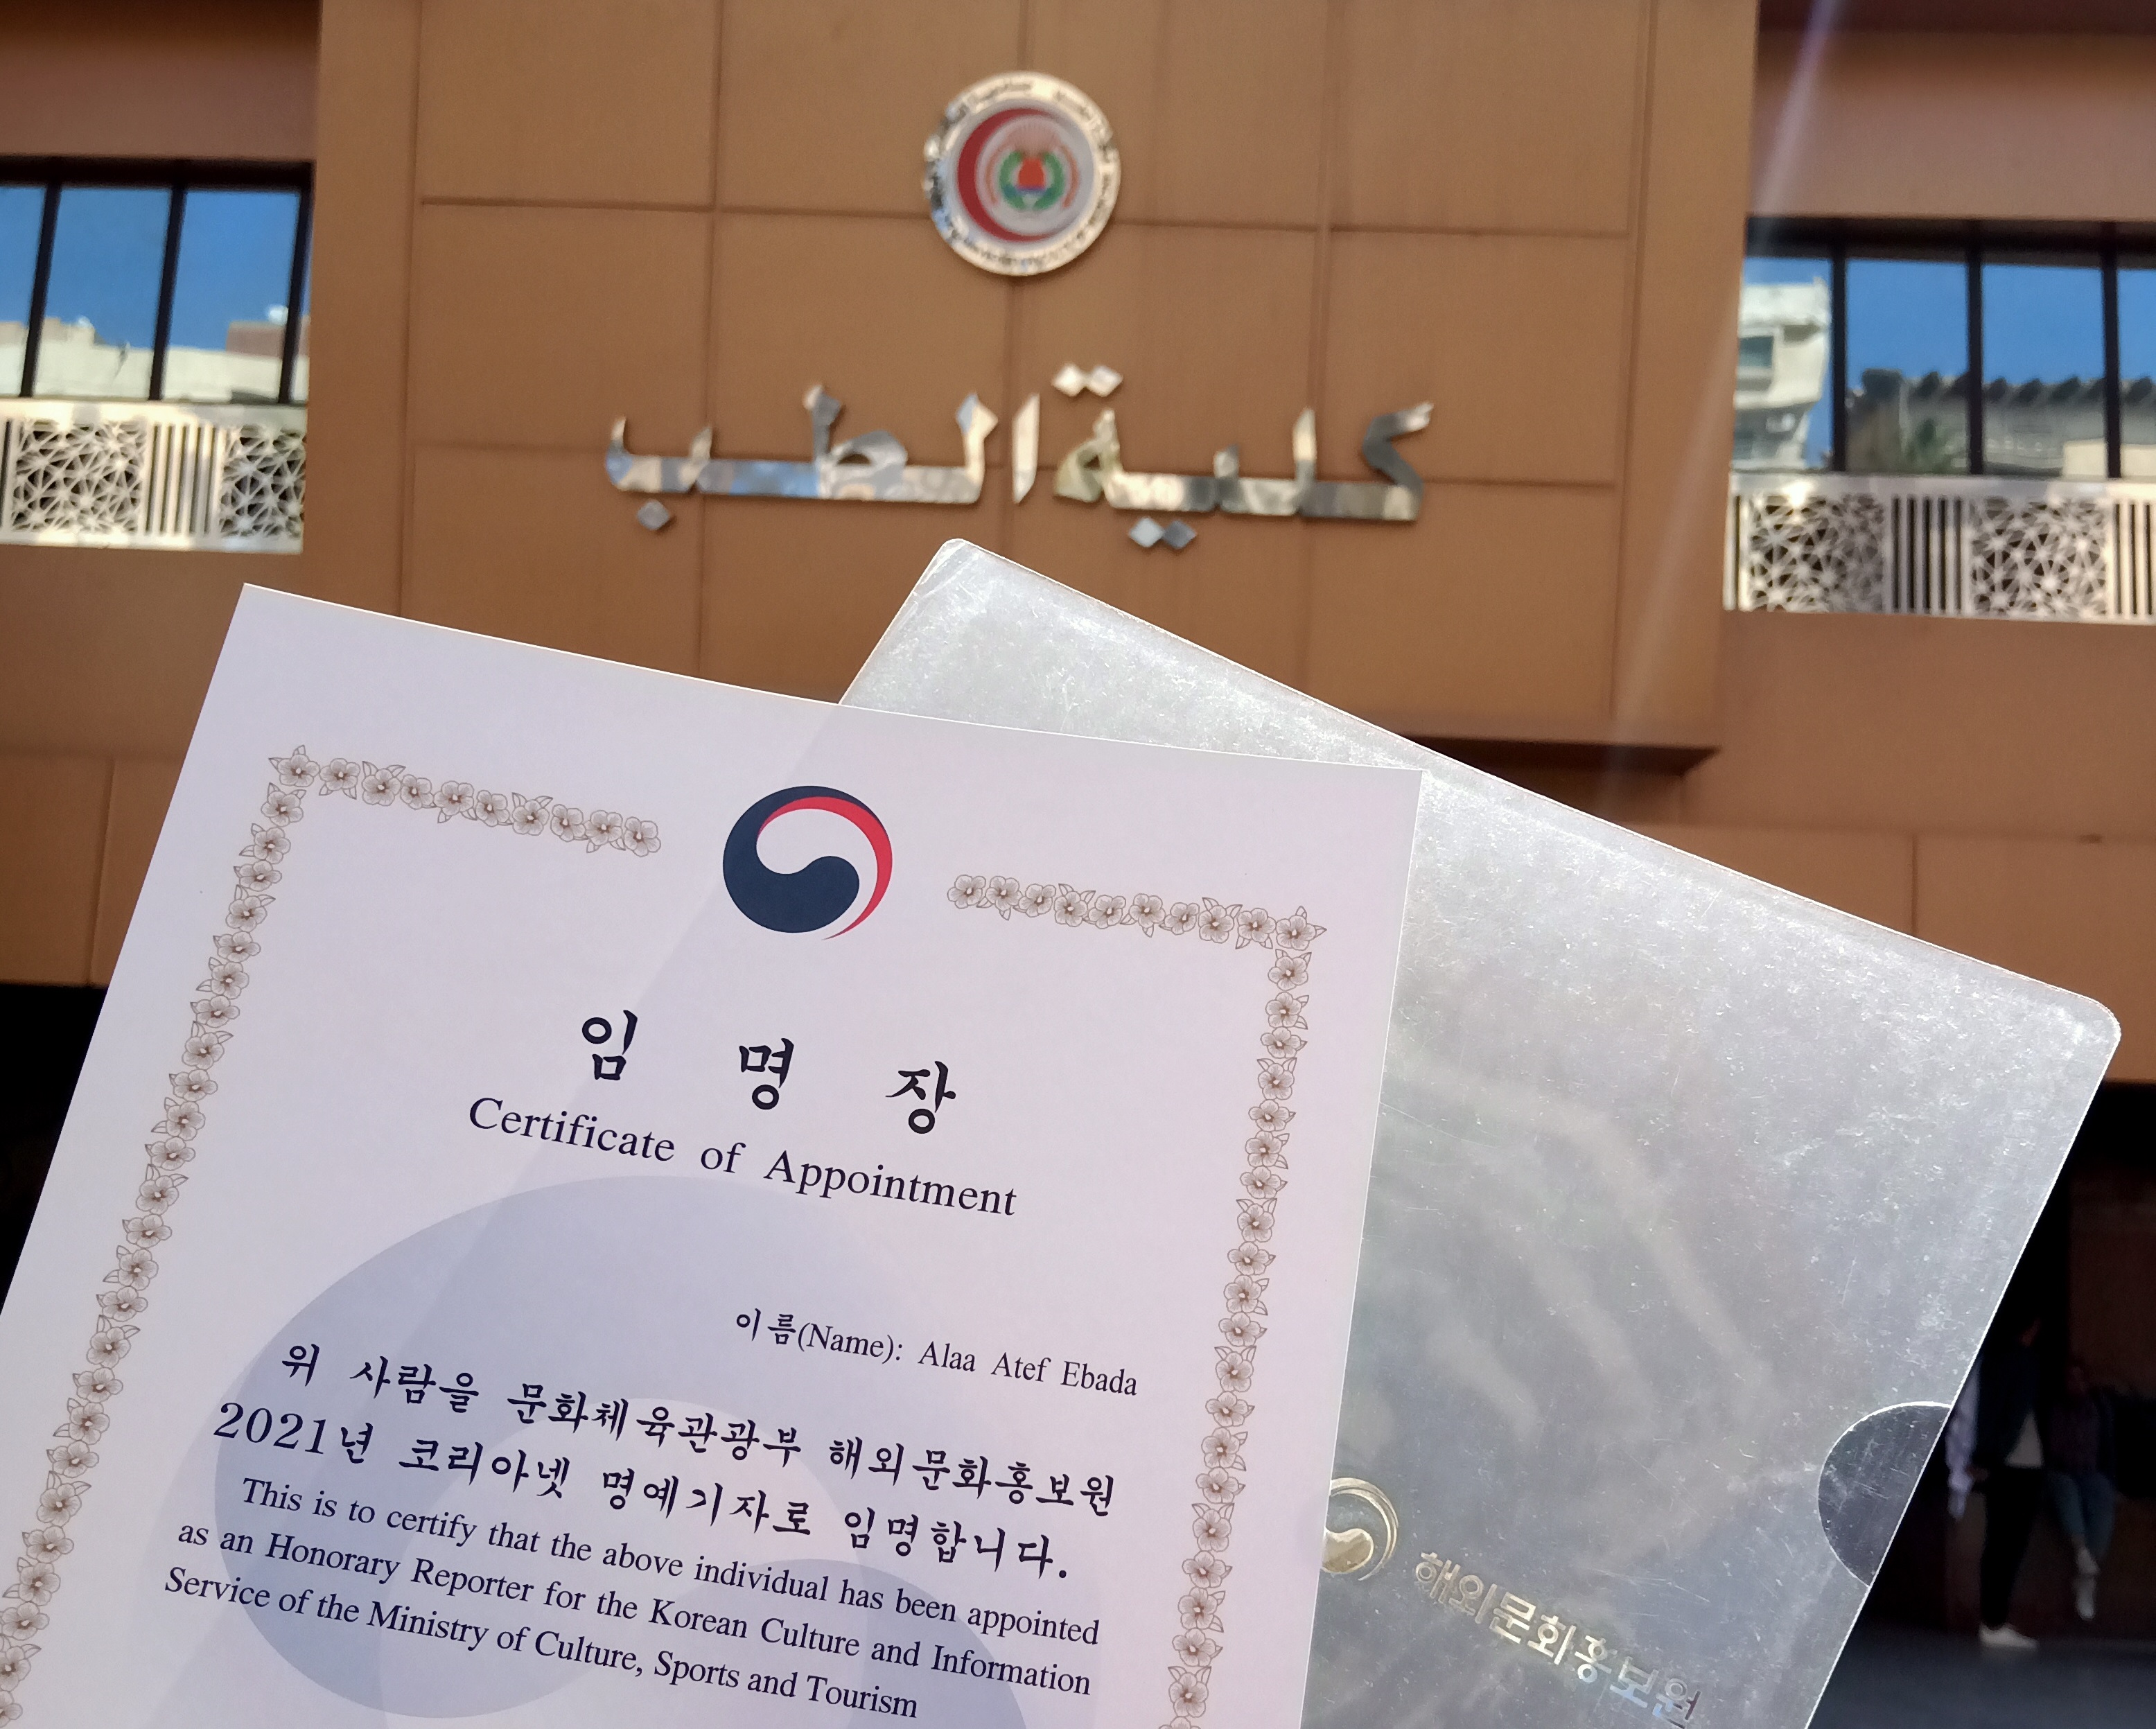 كلية الطب
임 명 장
Certificate of Appointment
이름(Name): Alaa Atef Ebada
위 사람을 문화체육관광부 해외문화홍보원
2021년 코리아넷 명예기자로 임명합니다.
This is to certify that the above individual has been appointed
as an Honorary Reporter for the Korean Culture and Information
Service of the Ministry of Culture, Sports and Tourism
해외문화홍보원